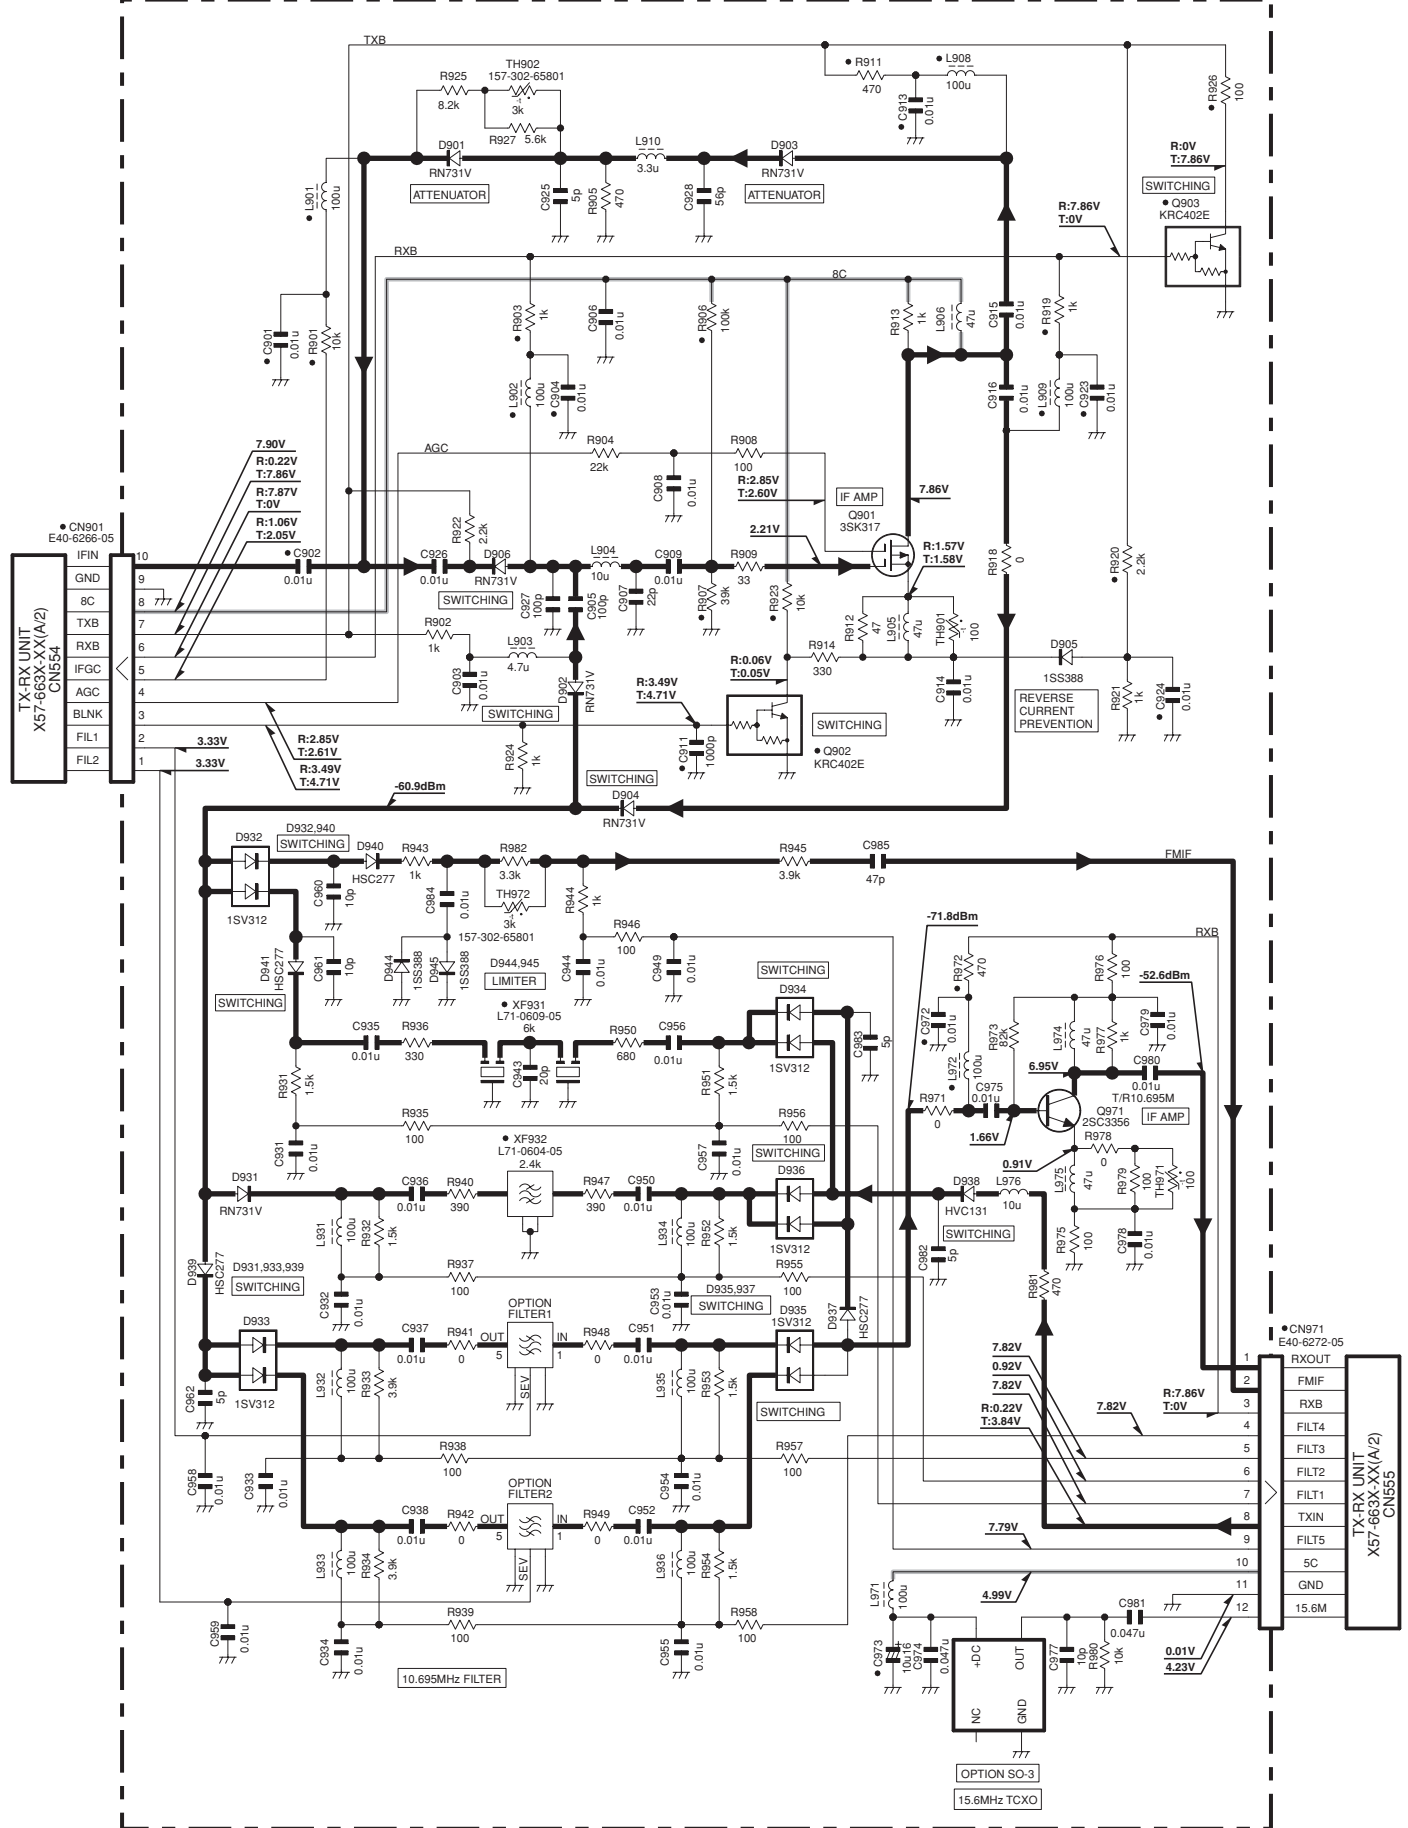 TXB
TH902
157-302-65801
3k
R925
8.2k
R927
5.6k
D901
RN731V
ATTENUATOR
L901
100u
C925
5p
R905
470
L910
3.3u
C928
56p
D903
RN731V
ATTENUATOR
R911
470
L908
100u
C913
0.01u
R926
100
R:0V
T:7.86V
SWITCHING
Q903
KRC402E
R:7.86V
T:0V
RXB
8C
C901
0.01u
R901
10k
R903
1k
C906
0.01u
R906
100k
R913
1k
L906
47u
C915
0.01u
R919
1k
L902
100u
C904
0.01u
C916
0.01u
L909
100u
C923
0.01u
AGC
R904
22k
R908
100
C908
0.01u
R:2.85V
T:2.60V
IF AMP
7.86V
Q901
3SK317
2.21V
R:1.57V
T:1.58V
7.90V
R:0.22V
T:7.86V
R:7.87V
T:0V
R:1.06V
T:2.05V
CN901
E40-6266-05
C902
0.01u
R922
2.2k
C926
0.01u
D906
RN731V
SWITCHING
L904
10u
C909
0.01u
R909
33
R918
0
R920
2.2k
C927
100p
C905
100p
C907
22p
R907
39k
R923
10k
R912
47
L905
47u
TH901
100
R902
1k
L903
4.7u
C903
0.01u
D902
RN731V
SWITCHING
R914
330
R:0.06V
T:0.05V
R:3.49V
T:4.71V
C914
0.01u
D905
1SS388
REVERSE
CURRENT
PREVENTION
R921
1k
C924
0.01u
SWITCHING
Q902
KRC402E
C911
1000p
R924
1k
TX-RX UNIT
X57-663X-XX(A/2)
CN554
IFIN 10
GND 9
8C 8
TXB 7
RXB 6
IFGC 5
AGC 4
BLNK 3
FIL1 2
FIL2 1
3.33V
3.33V
R:2.85V
T:2.61V
R:3.49V
T:4.71V
-60.9dBm
SWITCHING
D904
RN731V
D932
1SV312
D932,940
SWITCHING
D940
HSC277
C960
10p
R943
1k
R982
3.3k
TH972
3k
157-302-65801
C984
0.01u
R944
1k
R945
3.9k
C985
47p
FMIF
D941
HSC277
SWITCHING
C961
10p
D944
1SS388
D945
1SS388
D944,945
LIMITER
R946
100
C944
0.01u
C949
0.01u
XF931
L71-0609-05
6k
C935
0.01u
R936
330
C943
20p
R950
680
C956
0.01u
SWITCHING
D934
1SV312
C983
5p
R931
1.5k
R951
1.5k
R935
100
R956
100
C931
0.01u
C957
0.01u
-71.8dBm
RXB
-52.6dBm
R972
470
R976
100
C972
0.01u
L972
100u
R973
82k
L974
47u
R977
1k
C979
0.01u
6.95V
C980
0.01u
T/R10.695M
IF AMP
Q971
2SC3356
R971
0
C975
0.01u
1.66V
0.91V
R978
0
L975
47u
R979
100
TH971
100
R975
100
C978
0.01u
XF932
L71-0604-05
2.4k
D931
RN731V
C936
0.01u
R940
390
R947
390
C950
0.01u
SWITCHING
D936
1SV312
D938
HVC131
SWITCHING
L976
10u
C982
5p
L931
100u
R932
1.5k
L934
100u
R952
1.5k
D939
HSC277
D931,933,939
SWITCHING
R937
100
R955
100
C932
0.01u
C953
0.01u
D935,937
SWITCHING
D937
HSC277
R981
470
D933
1SV312
C937
0.01u
R941
0
OUT
5
OPTION
FILTER1
IN
1
SEV
R948
0
C951
0.01u
D935
1SV312
SWITCHING
C962
5p
L932
100u
R933
3.9k
L935
100u
R953
1.5k
R938
100
R957
100
C958
0.01u
C933
0.01u
C954
0.01u
C938
0.01u
R942
0
OUT
5
OPTION
FILTER2
IN
1
SEV
R949
0
C952
0.01u
L933
100u
R934
3.9k
L936
100u
R954
1.5k
R939
100
R958
100
C959
0.01u
C934
0.01u
C955
0.01u
10.695MHz FILTER
7.82V
0.92V
7.82V
R:0.22V
T:3.84V
7.82V
R:7.86V
T:0V
7.79V
4.99V
0.01V
4.23V
CN971
E40-6272-05
1 RXOUT
2 FMIF
3 RXB
4 FILT4
5 FILT3
6 FILT2
7 FILT1
8 TXIN
9 FILT5
10 5C
11 GND
12 15.6M
TX-RX UNIT
X57-663X-XX(A/2)
CN555
L971
100u
C973
10u16
C974
0.047u
+DC
OUT
NC
GND
C977
10p
R980
10k
C981
0.047u
OPTION SO-3
15.6MHz TCXO